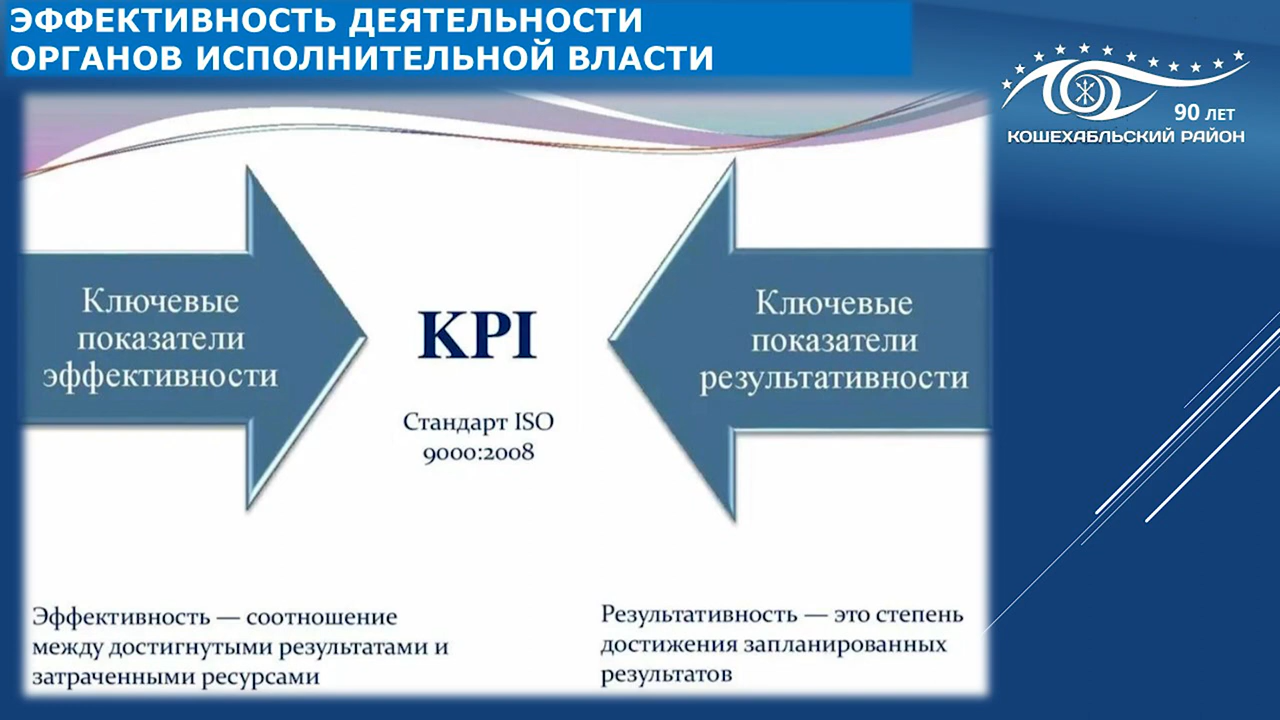 ЭФФЕКТИВНОСТЬ ДЕЯТЕЛЬНОСТИ
ОРГАНОВ ИСПОЛНИТЕЛЬНОЙ ВЛАСТИ
90 ЛЕТ
КОШЕХАБЛЬСКИЙ РАЙОН
Ключевые
показатели
эффективности
KPI
Стандарт ISO
9000:2008
Ключевые
показатели
результативности
Эффективность — соотношение
между достигнутыми результатами и
затраченными ресурсами
Результативность — это степень
достижения запланированных
результатов